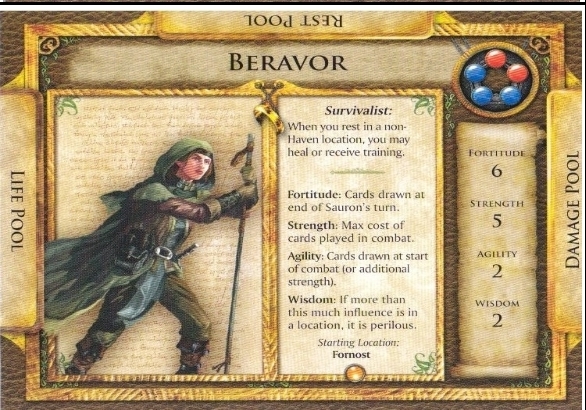 REST POOL
BERAVOR
LIFE POOL
Survivalist:
When you rest in a non-
Haven location, you may
heal or receive training.
Fortitude: Cards drawn at
end of Sauron's turn.
Strength: Max cost of
cards played in combat.
Agility: Cards drawn at start
of combat (or additional
strength).
Wisdom: If more than
this much influence is in
a location, it is perilous.
Starting Location:
Fornost
FORTITUDE
6
STRENGTH
5
AGILITY
2
WISDOM
2
DAMAGE POOL